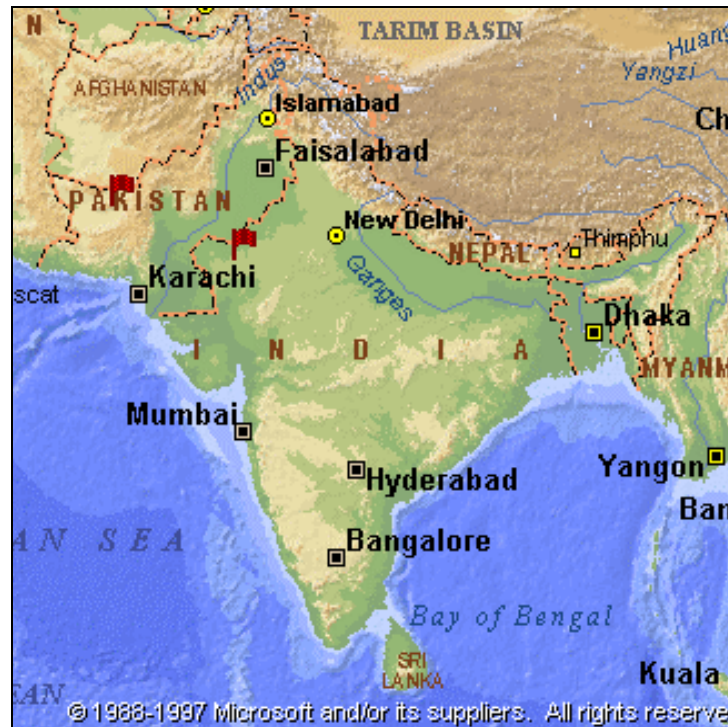 N
TARIM BASIN
Huang
Yangzi
AFGHANISTAN
Indus
Islamabad
Ch
Faisalabad
PAKISTAN
New Delhi
NEPAL
Thimphu
Karachi
scat
Ganges
Dhaka
INDIA
MYANM
Mumbai
Hyderabad
Yangon
Ban
AN SEA
Bangalore
Bay of Bengal
SRI
LANKA
Kuala
EAN
©1988-1997 Microsoft and/or its suppliers. All rights reserve